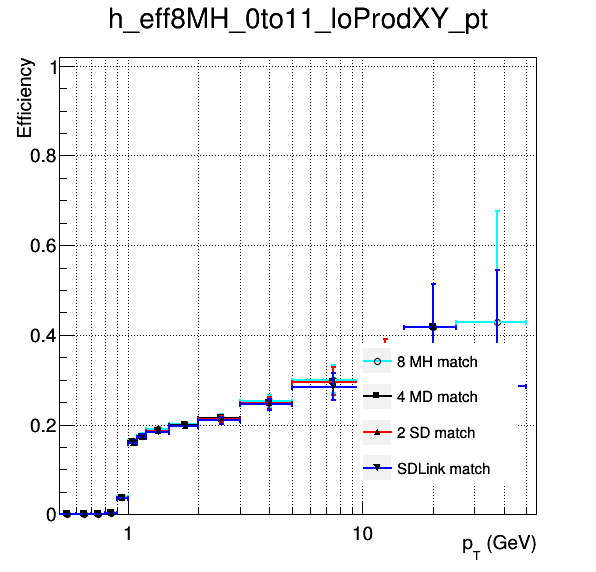 h_eff8MH_0to11_loProdXY_pt
Efficiency
1
0.8
0.6
0.4
0.2
0
8 MH match
4 MD match
2 SD match
SDLink match
1
10
p_T (GeV)